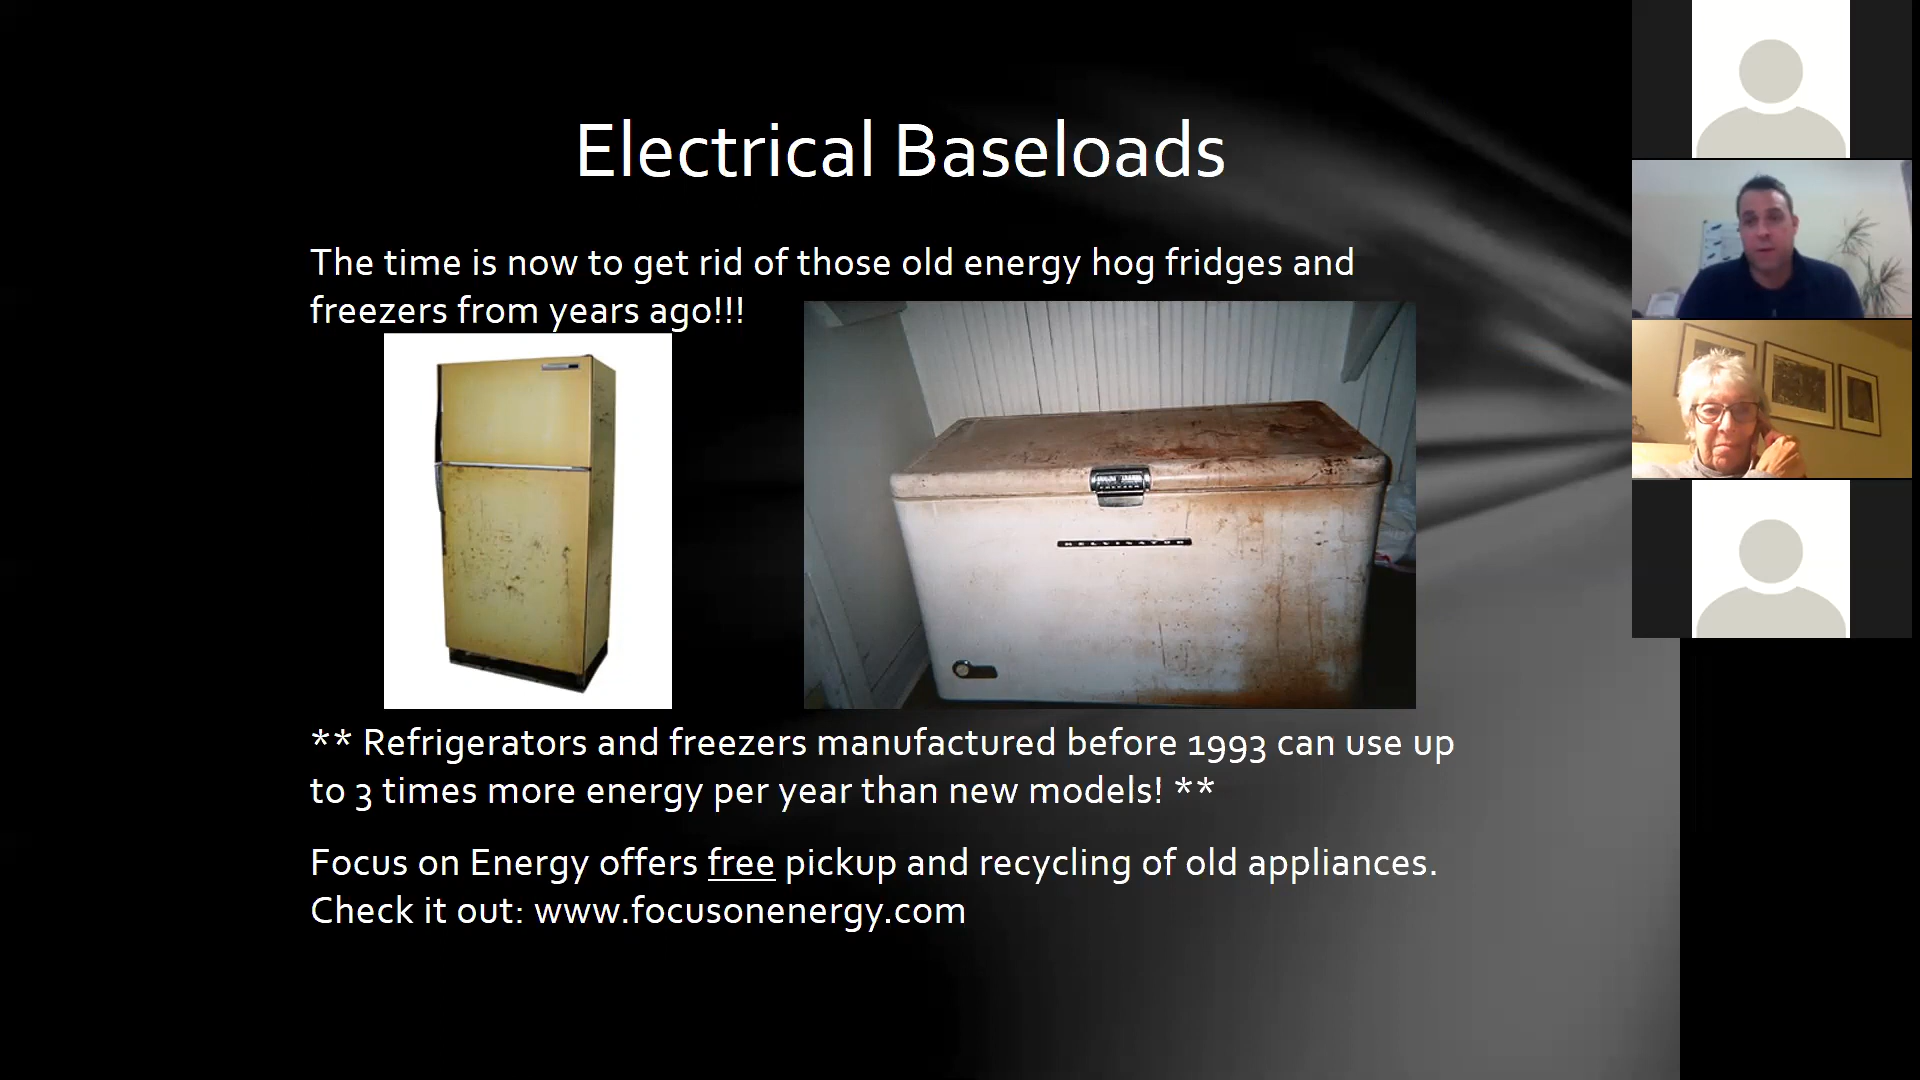 Electrical Baseloads
The time is now to get rid of those old energy hog fridges and
freezers from years ago!!!
KELVINATOR
** Refrigerators and freezers manufactured before 1993 can use up
to 3 times more energy per year than new models! **
Focus on Energy offers free pickup and recycling of old appliances.
Check it out: www.focusonenergy.com